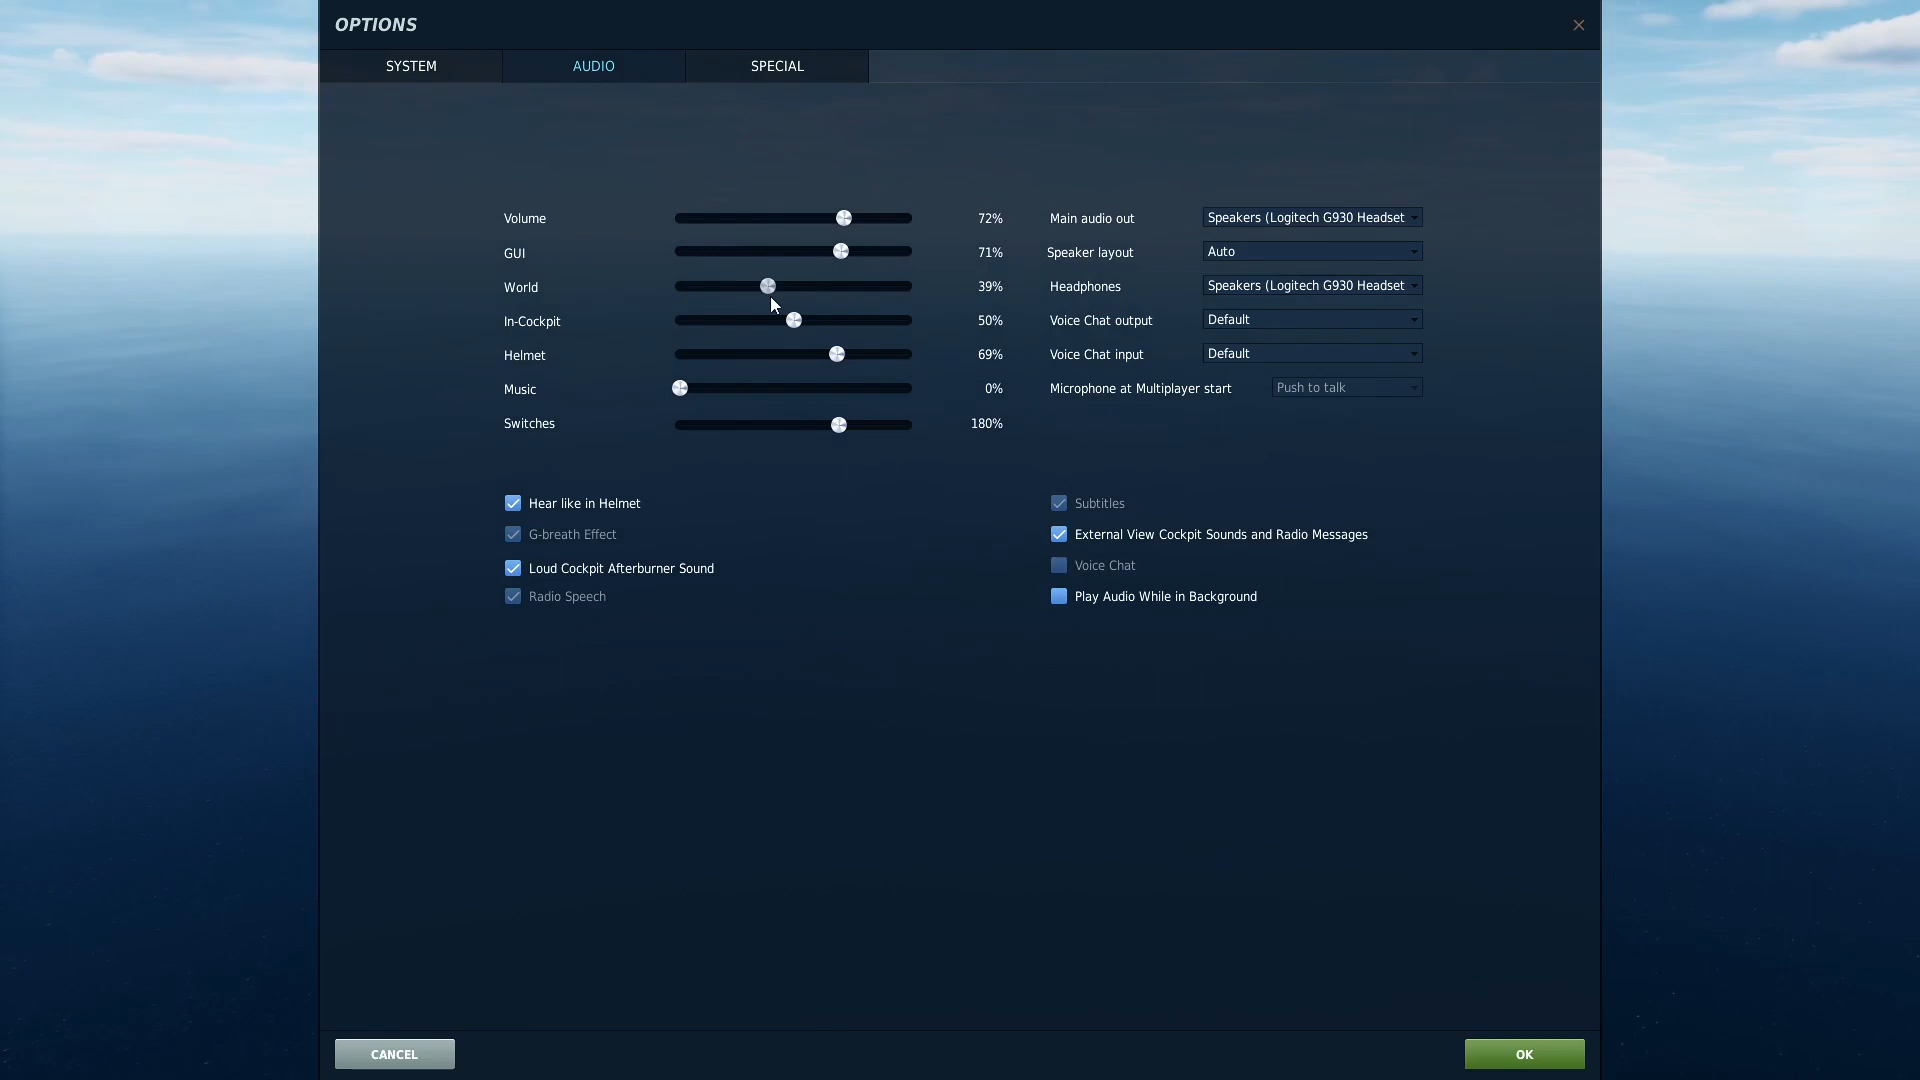 OPTIONS
SYSTEM AUDIO SPECIAL
Volume 72% Main audio out Speakers (Logitech G930 Headset
GUI 71% Speaker layout Auto
World 39% Headphones Speakers (Logitech G930 Headset
In-Cockpit 50% Voice Chat output Default
Helmet 69% Voice Chat input Default
Music 0% Microphone at Multiplayer start Push to talk
Switches 180%
Hear like in Helmet Subtitles
G-breath Effect External View Cockpit Sounds and Radio Messages
Loud Cockpit Afterburner Sound Voice Chat
Radio Speech Play Audio While in Background
CANCEL OK